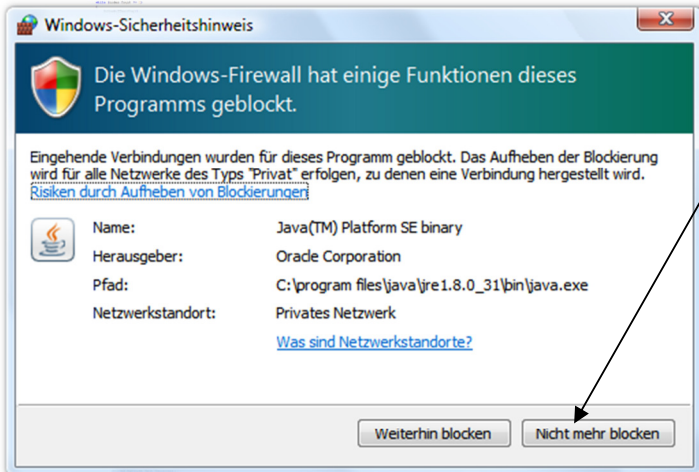 Windows-Sicherheitshinweis
Die Windows-Firewall hat einige Funktionen dieses
Programms geblockt.
Eingehende Verbindungen wurden für dieses Programm geblockt. Das Aufheben der Blockierung
wird für alle Netzwerke des Typs "Privat" erfolgen, zu denen eine Verbindung hergestellt wird.
Risiken durch Aufheben von Blockierungen
Name: Java(TM) Platform SE binary
Herausgeber: Oracle Corporation
Pfad: C:\program files\java\jre1.8.0_31\bin\java.exe
Netzwerkstandort: Privates Netzwerk
Was sind Netzwerkstandorte?
Weiterhin blocken Nicht mehr blocken